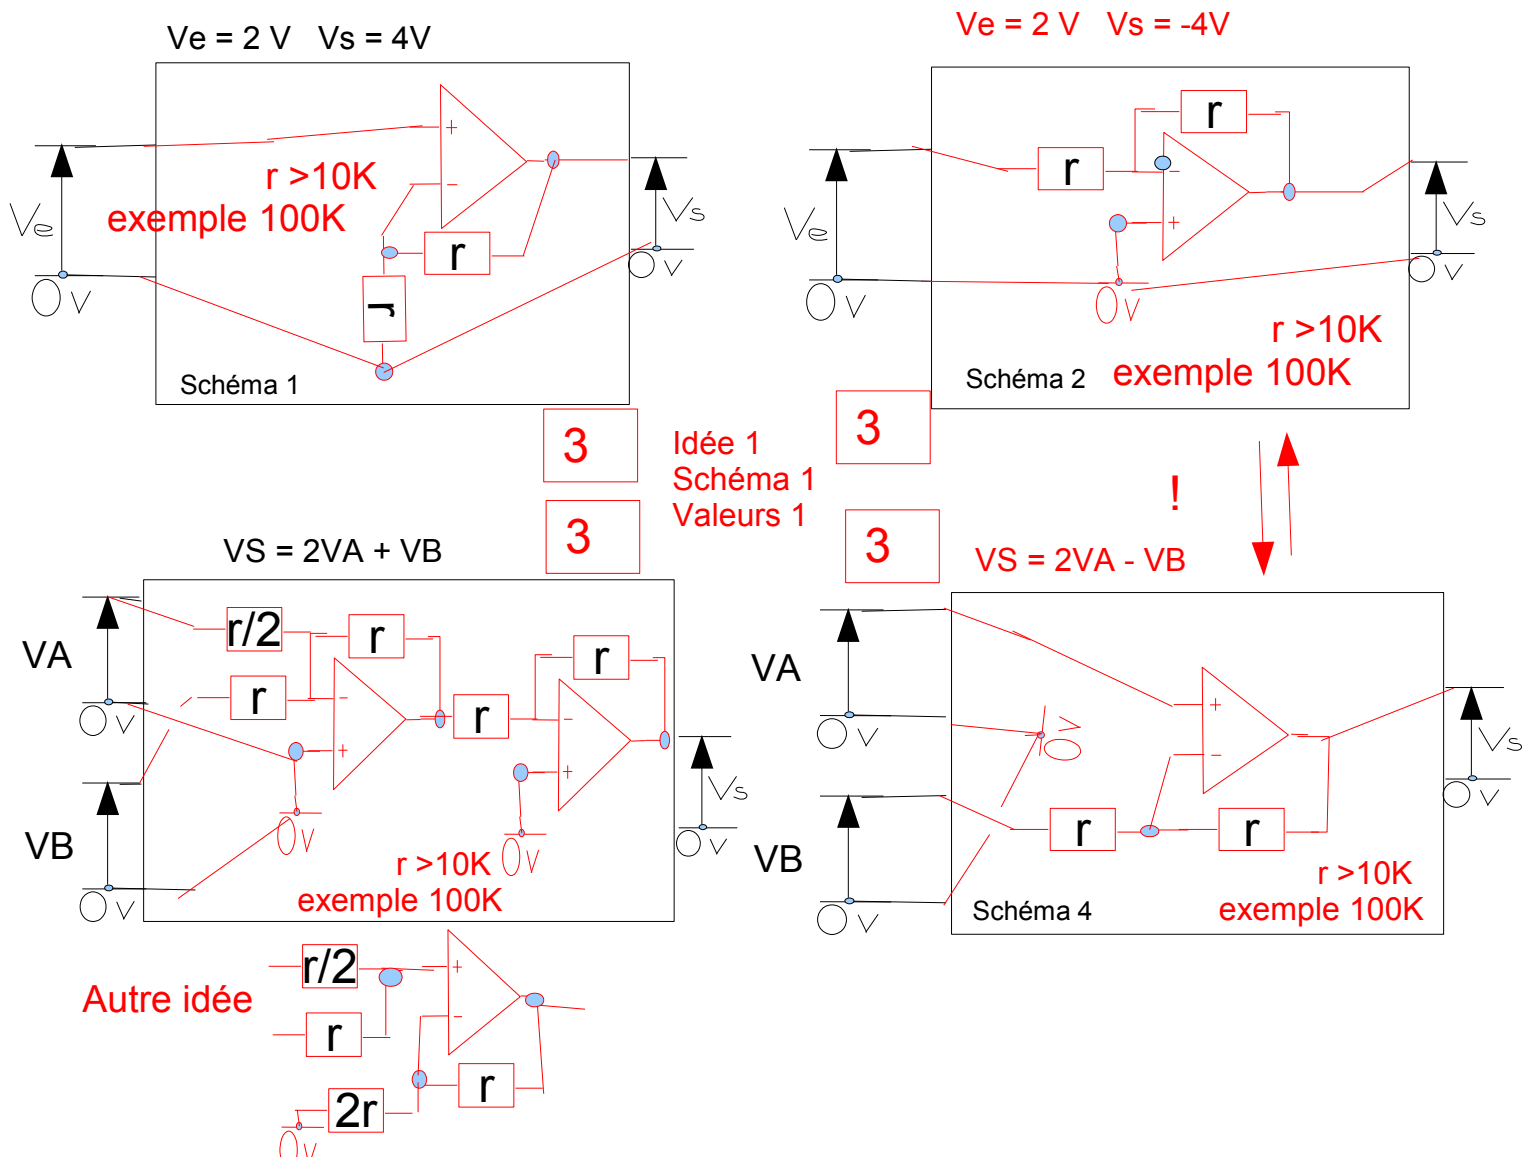 Ve = 2 V Vs = 4V
+
r >10K
exemple 100K
-
r
r
Ve
0 v
Vs
0 v
Schéma 1
Ve = 2 V Vs = -4V
r
r
-
+
Ve
0 v
0 v
Vs
0 v
r >10K
Schéma 2 exemple 100K
3
3
Idée 1
Schéma 1
Valeurs 1
3
3
!
VS = 2VA + VB
VA
0 v
VB
0 v
r/2
r
r
-
+
0 v
r
r
-
+
0 v
r >10K
exemple 100K
Vs
0 v
VS = 2VA - VB
VA
0 v
VB
0 v
0 v
+
-
r
r
Vs
0 v
r >10K
Schéma 4 exemple 100K
Autre idée
r/2
r
+
-
r
2r
0 v